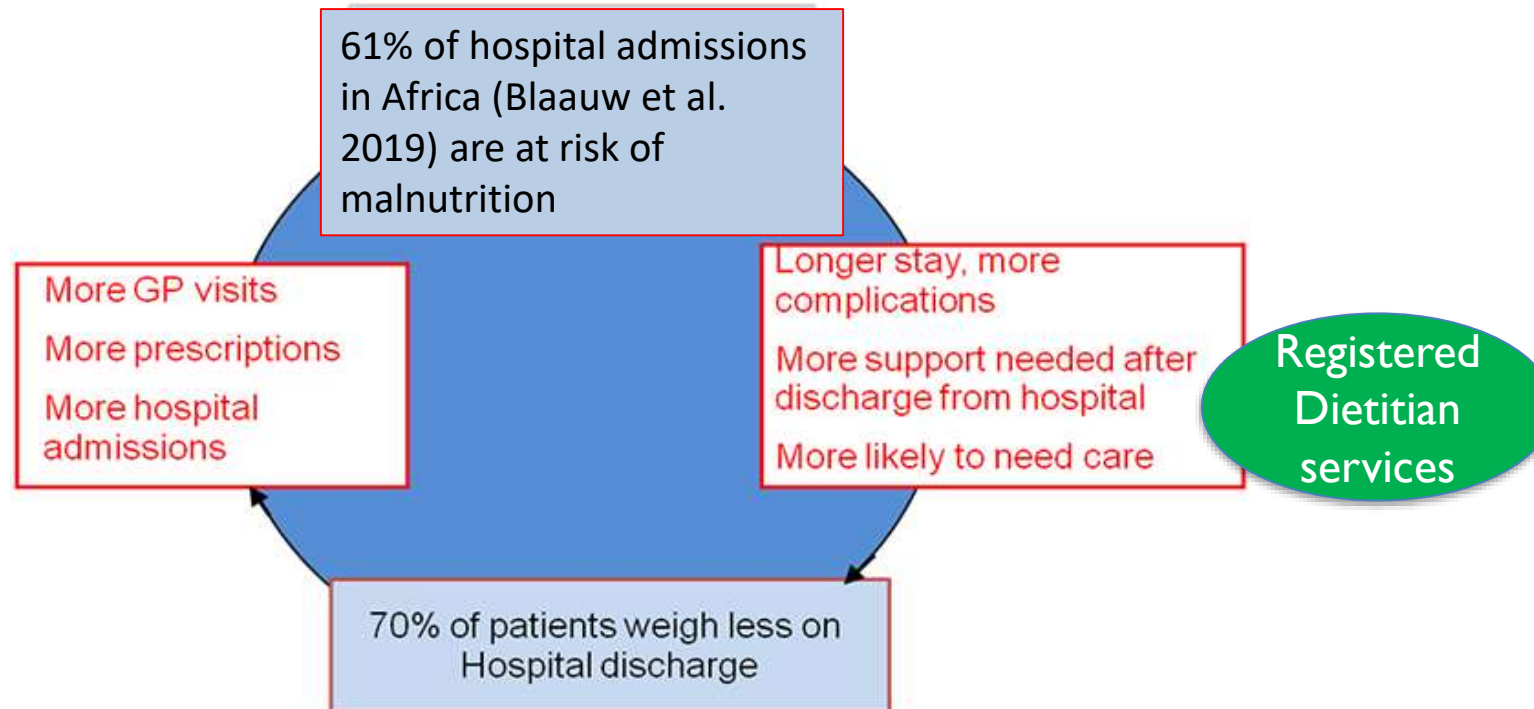 61% of hospital admissions
in Africa (Blaauw et al.
2019) are at risk of
malnutrition
More GP visits
More prescriptions
More hospital
admissions
Longer stay, more
complications
More support needed after
discharge from hospital
More likely to need care
Registered
Dietitian
services
70% of patients weigh less on
Hospital discharge